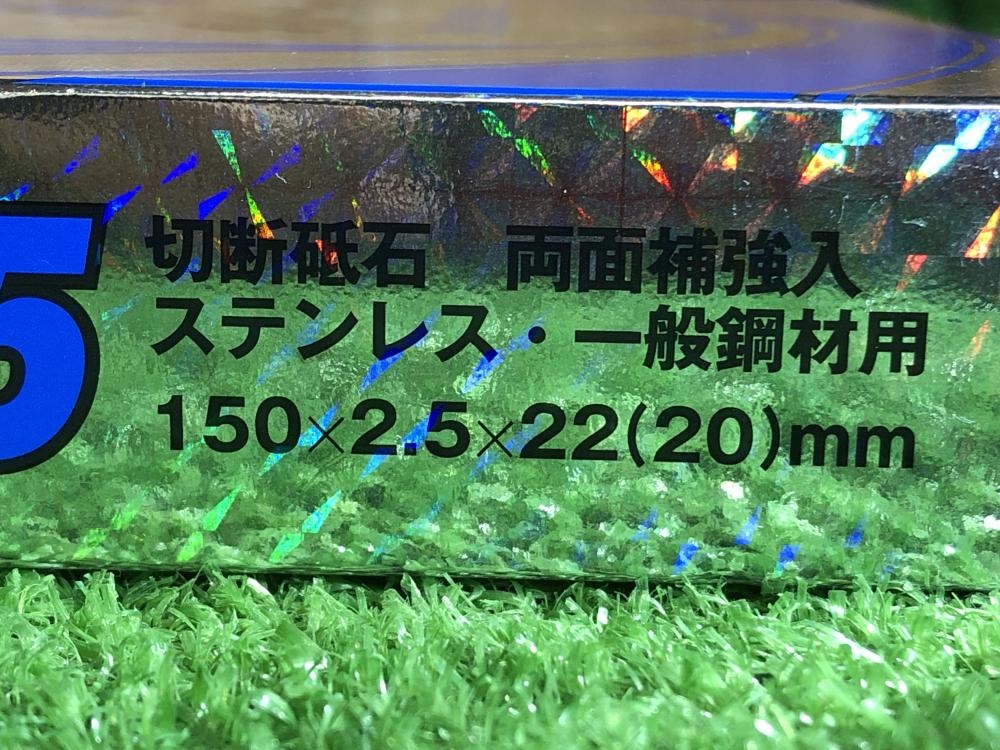 5
切断砥石 両面補強入
ステンレス・一般鋼材用
150×2.5×22(20)mm